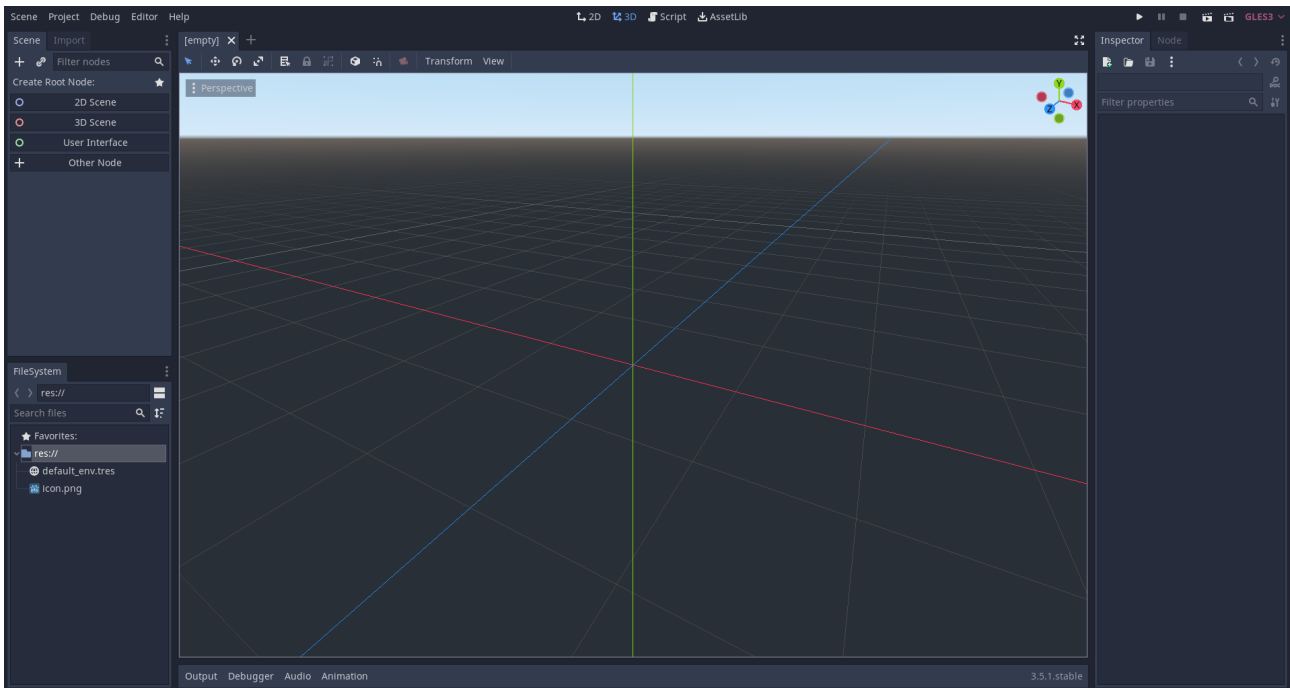 Scene Project Debug Editor Help
2D 3D Script AssetLib
GLES3
Scene Import
Filter nodes
Create Root Node:
2D Scene
3D Scene
User Interface
Other Node
FileSystem
res://
Search files
Favorites:
res://
default_env.tres
icon.png
[empty]
Transform View
Perspective
Y
X
Z
Output Debugger Audio Animation
3.5.1.stable
Inspector Node
Filter properties